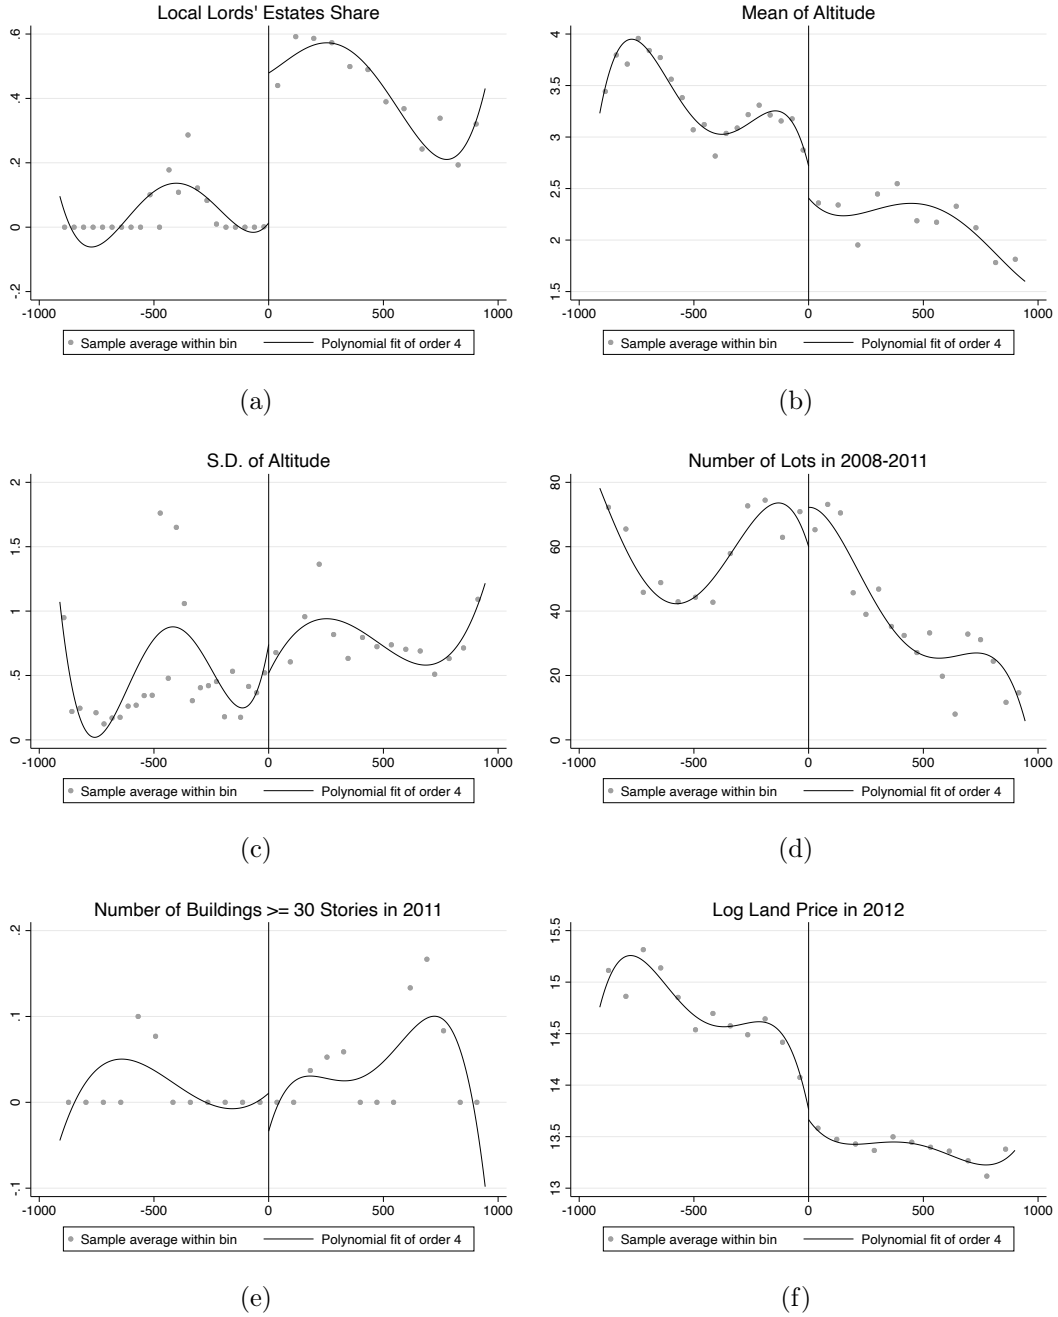 Local Lords' Estates Share
.6
.4
.2
0
-.2
-1000 -500 0 500 1000
Sample average within bin Polynomial fit of order 4
(a)
Mean of Altitude
4
3.5
3
2.5
2
1.5
-1000 -500 0 500 1000
Sample average within bin Polynomial fit of order 4
(b)
S.D. of Altitude
2
1.5
1
.5
0
-1000 -500 0 500 1000
Sample average within bin Polynomial fit of order 4
(c)
Number of Lots in 2008-2011
80
60
40
20
0
-1000 -500 0 500 1000
Sample average within bin Polynomial fit of order 4
(d)
Number of Buildings >= 30 Stories in 2011
.2
.1
0
-.1
-1000 -500 0 500 1000
Sample average within bin Polynomial fit of order 4
(e)
Log Land Price in 2012
15.5
15
14.5
14
13.5
13
-1000 -500 0 500 1000
Sample average within bin Polynomial fit of order 4
(f)